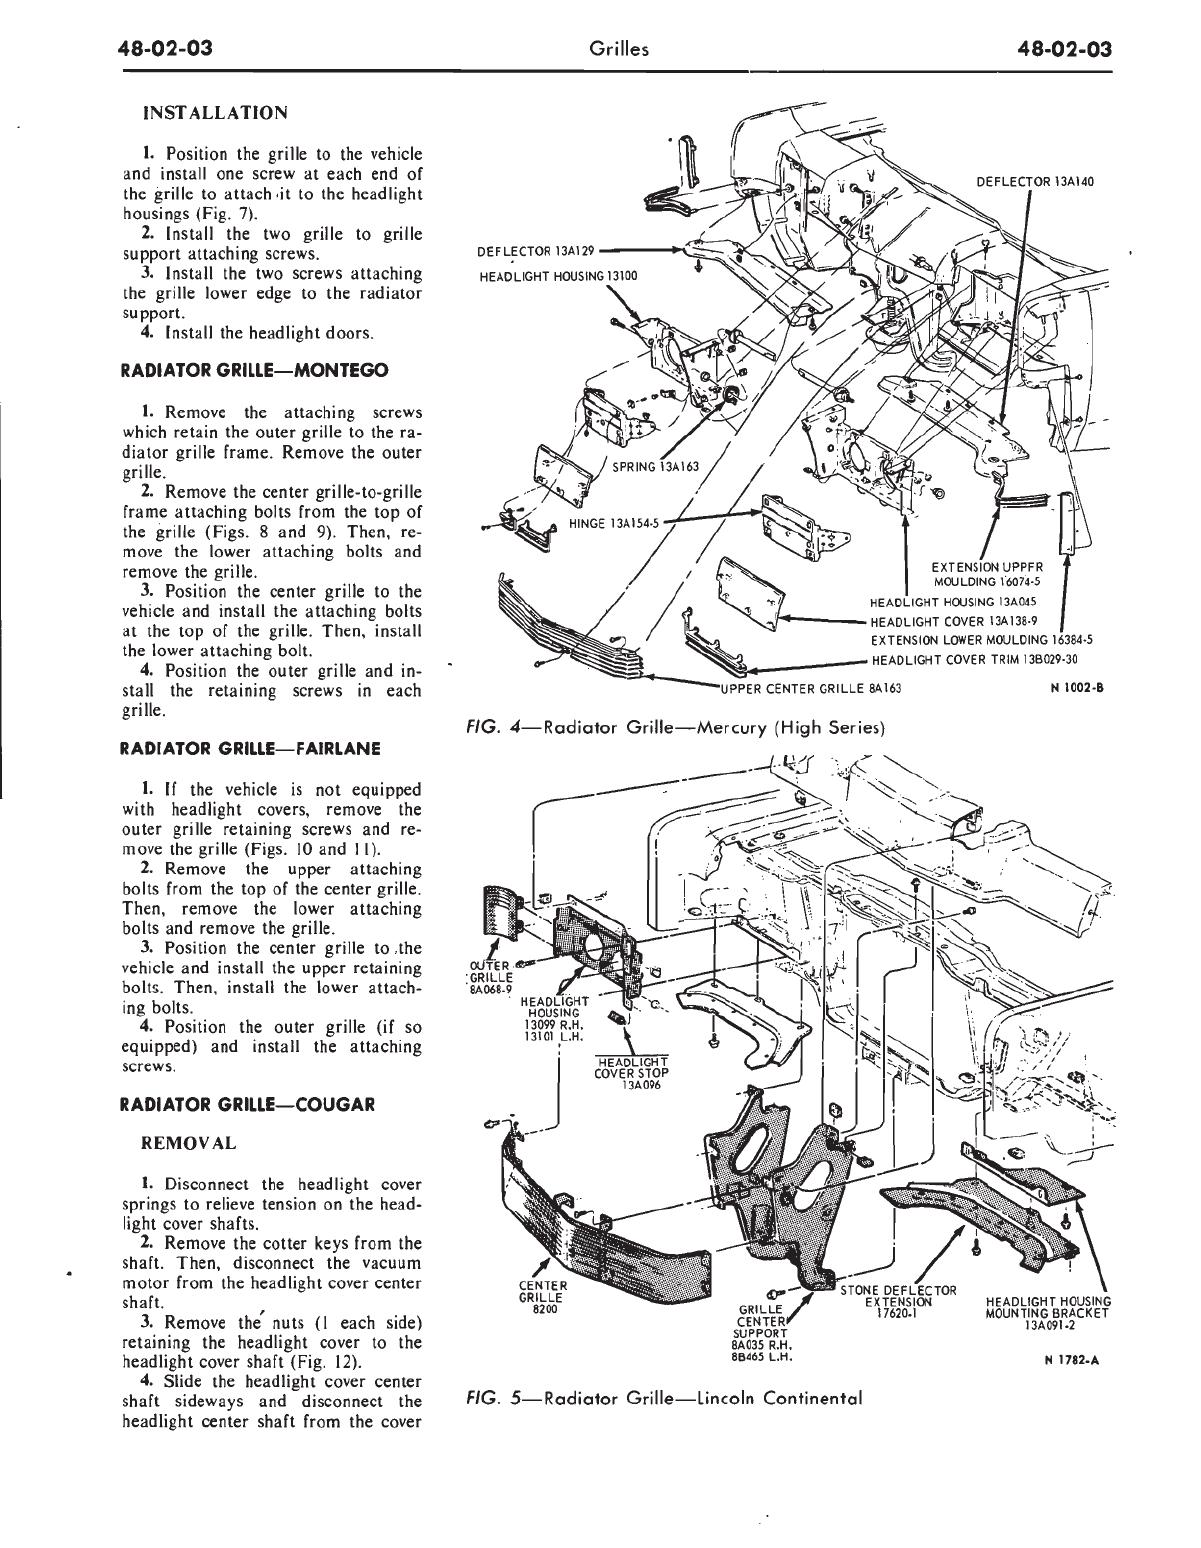 48-02-03 Grilles 48-02-03
INSTALLATION
1. Position the grille to the vehicle
and install one screw at each end of
the grille to attach it to the headlight
housings (Fig. 7).
2. Install the two grille to grille
support attaching screws.
3. Install the two screws attaching
the grille lower edge to the radiator
support.
4. Install the headlight doors.
RADIATOR GRILLE—MONTEGO
1. Remove the attaching screws
which retain the outer grille to the ra-
diator grille frame. Remove the outer
grille.
2. Remove the center grille-to-grille
frame attaching bolts from the top of
the grille (Figs. 8 and 9). Then, re-
move the lower attaching bolts and
remove the grille.
3. Position the center grille to the
vehicle and install the attaching bolts
at the top of the grille. Then, install
the lower attaching bolt.
4. Position the outer grille and in-
stall the retaining screws in each
grille.
RADIATOR GRILLE—FAIRLANE
1. If the vehicle is not equipped
with headlight covers, remove the
outer grille retaining screws and re-
move the grille (Figs. 10 and 11).
2. Remove the upper attaching
bolts from the top of the center grille.
Then, remove the lower attaching
bolts and remove the grille.
3. Position the center grille to the
vehicle and install the upper retaining
bolts. Then, install the lower attach-
ing bolts.
4. Position the outer grille (if so
equipped) and install the attaching
screws.
RADIATOR GRILLE—COUGAR
REMOVAL
1. Disconnect the headlight cover
springs to relieve tension on the head-
light cover shafts.
2. Remove the cotter keys from the
shaft. Then, disconnect the vacuum
motor from the headlight cover center
shaft.
3. Remove the nuts (1 each side)
retaining the headlight cover to the
headlight cover shaft (Fig. 12).
4. Slide the headlight cover center
shaft sideways and disconnect the
headlight center shaft from the cover
DEFLECTOR 13A140
DEFLECTOR 13A129
HEADLIGHT HOUSING 13100
SPRING 13A163
HINGE 13A154-5
EXTENSION UPPFR
MOULDING 16074-5
HEADLIGHT HOUSING 13A045
HEADLIGHT COVER 13A138-9
EXTENSION LOWER MOULDING 16384-5
HEADLIGHT COVER TRIM 13B029-30
UPPER CENTER GRILLE 8A163
N 1002-B
FIG. 4—Radiator Grille—Mercury (High Series)
OUTER
GRILLE
8A068-9
HEADLIGHT
HOUSING
13099 R.H.
13101 L.H.
HEADLIGHT
COVER STOP
13A096
CENTER
GRILLE
8200
GRILLE
CENTER
SUPPORT
8A035 R.H.
8B465 L.H.
STONE DEFLECTOR
EXTENSION
17620-1
HEADLIGHT HOUSING
MOUNTING BRACKET
13A091-2
N 1782-A
FIG. 5—Radiator Grille—Lincoln Continental